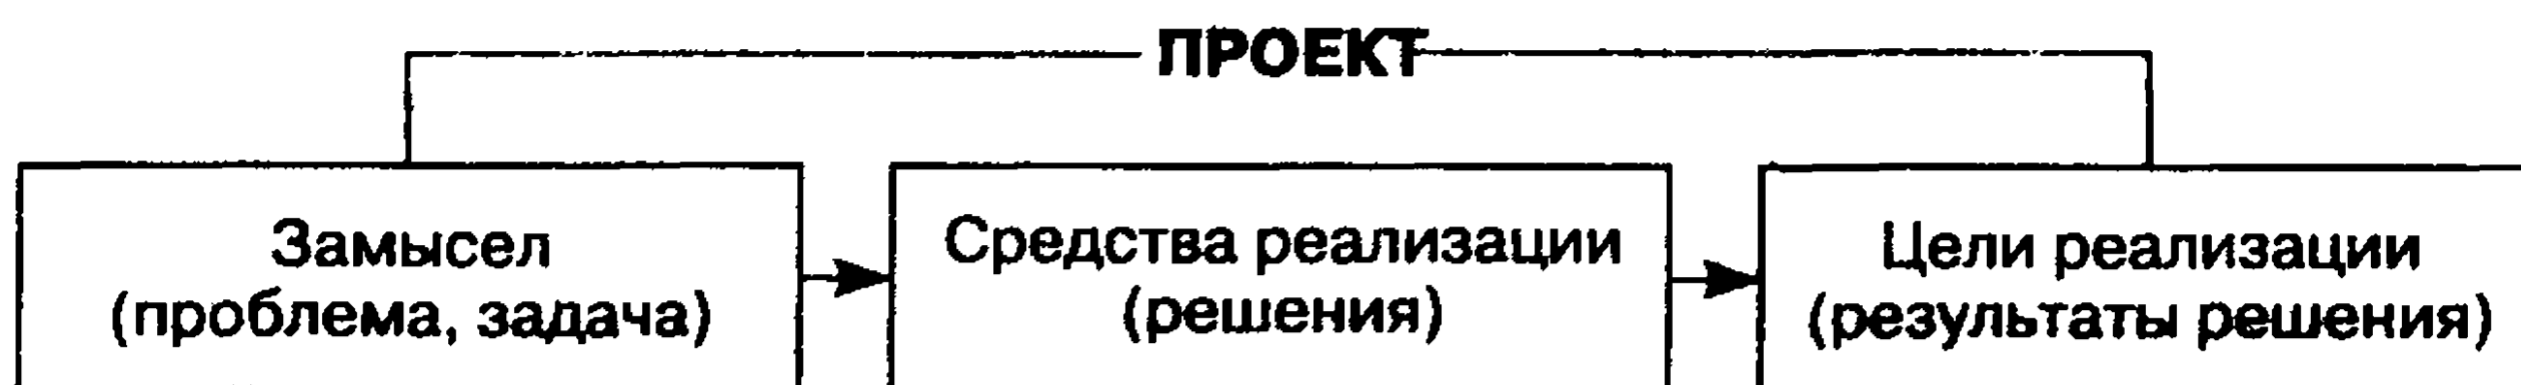 ПРОЕКТ
Замысел
(проблема, задача)
Средства реализации
(решения)
Цели реализации
(результаты решения)